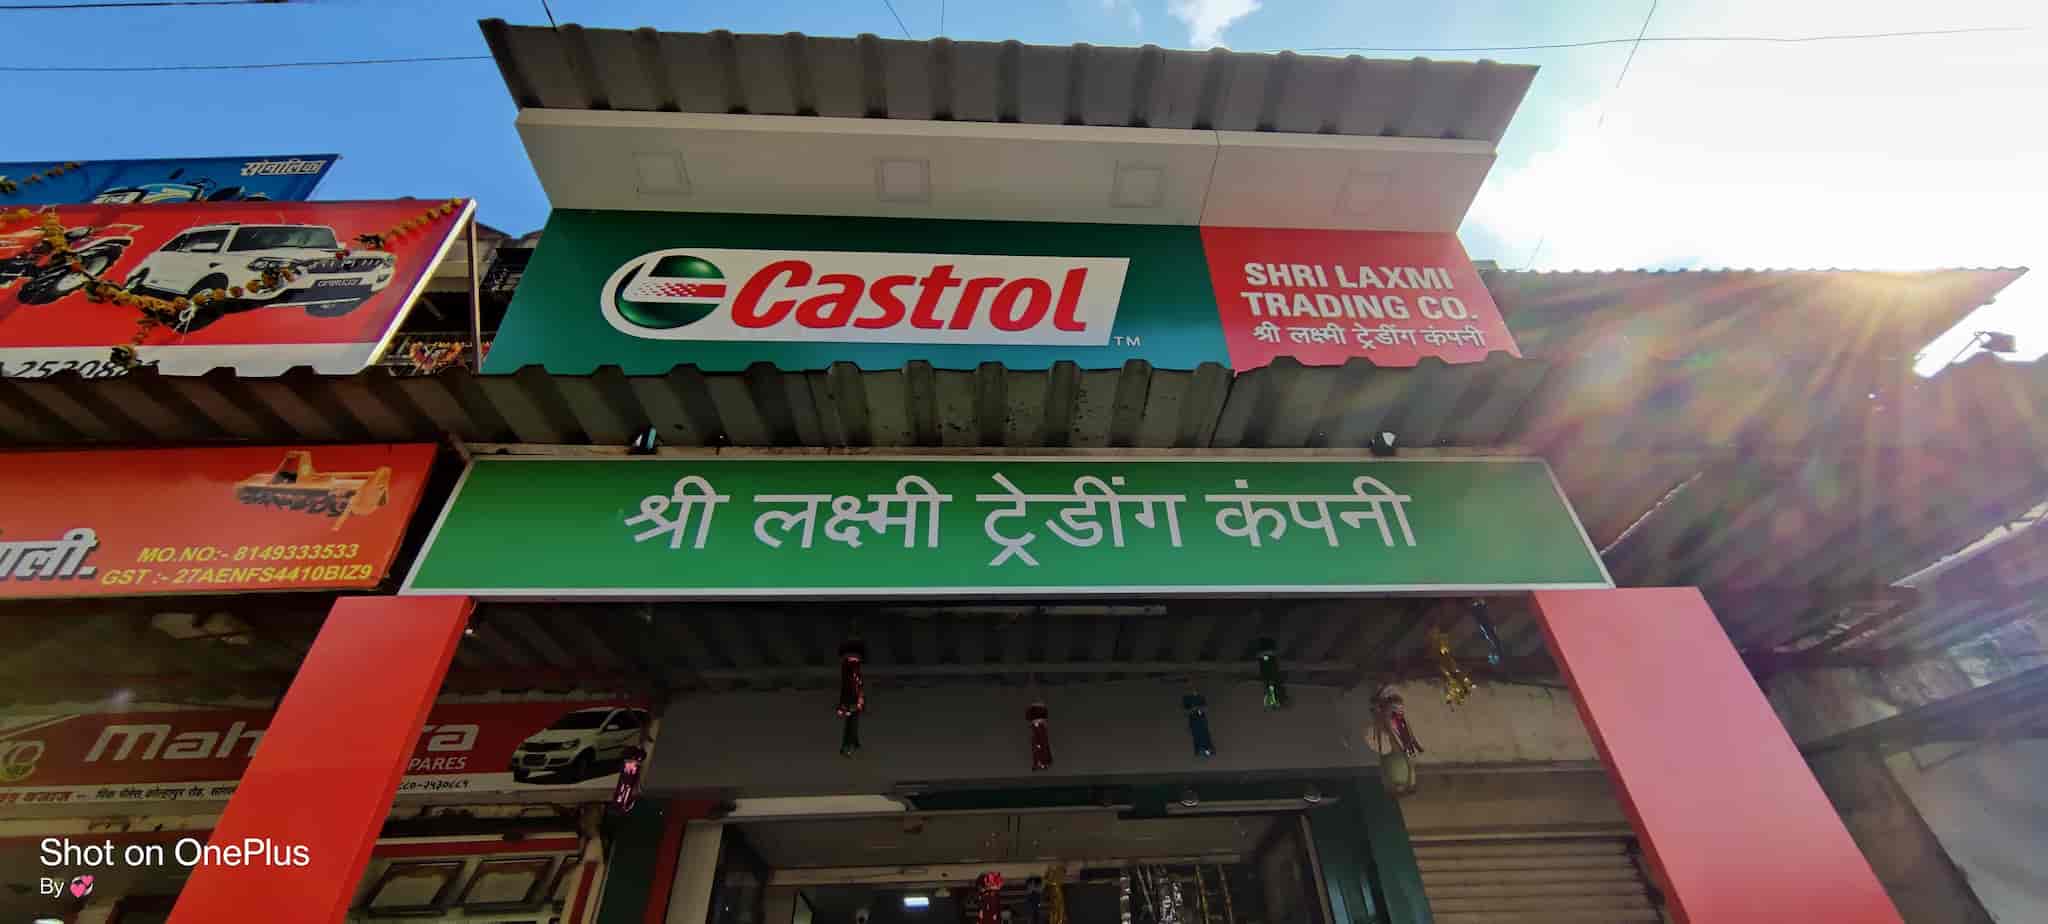 सोनालिका
Castrol
TM
SHRI LAXMI
TRADING CO.
श्री लक्ष्मी ट्रेडींग कंपनी
श्री लक्ष्मी ट्रेडींग कंपनी
MO.NO:- 8149333533
GST :- 27AENFS4410BIZ9
PARES
Shot on OnePlus
By 💞